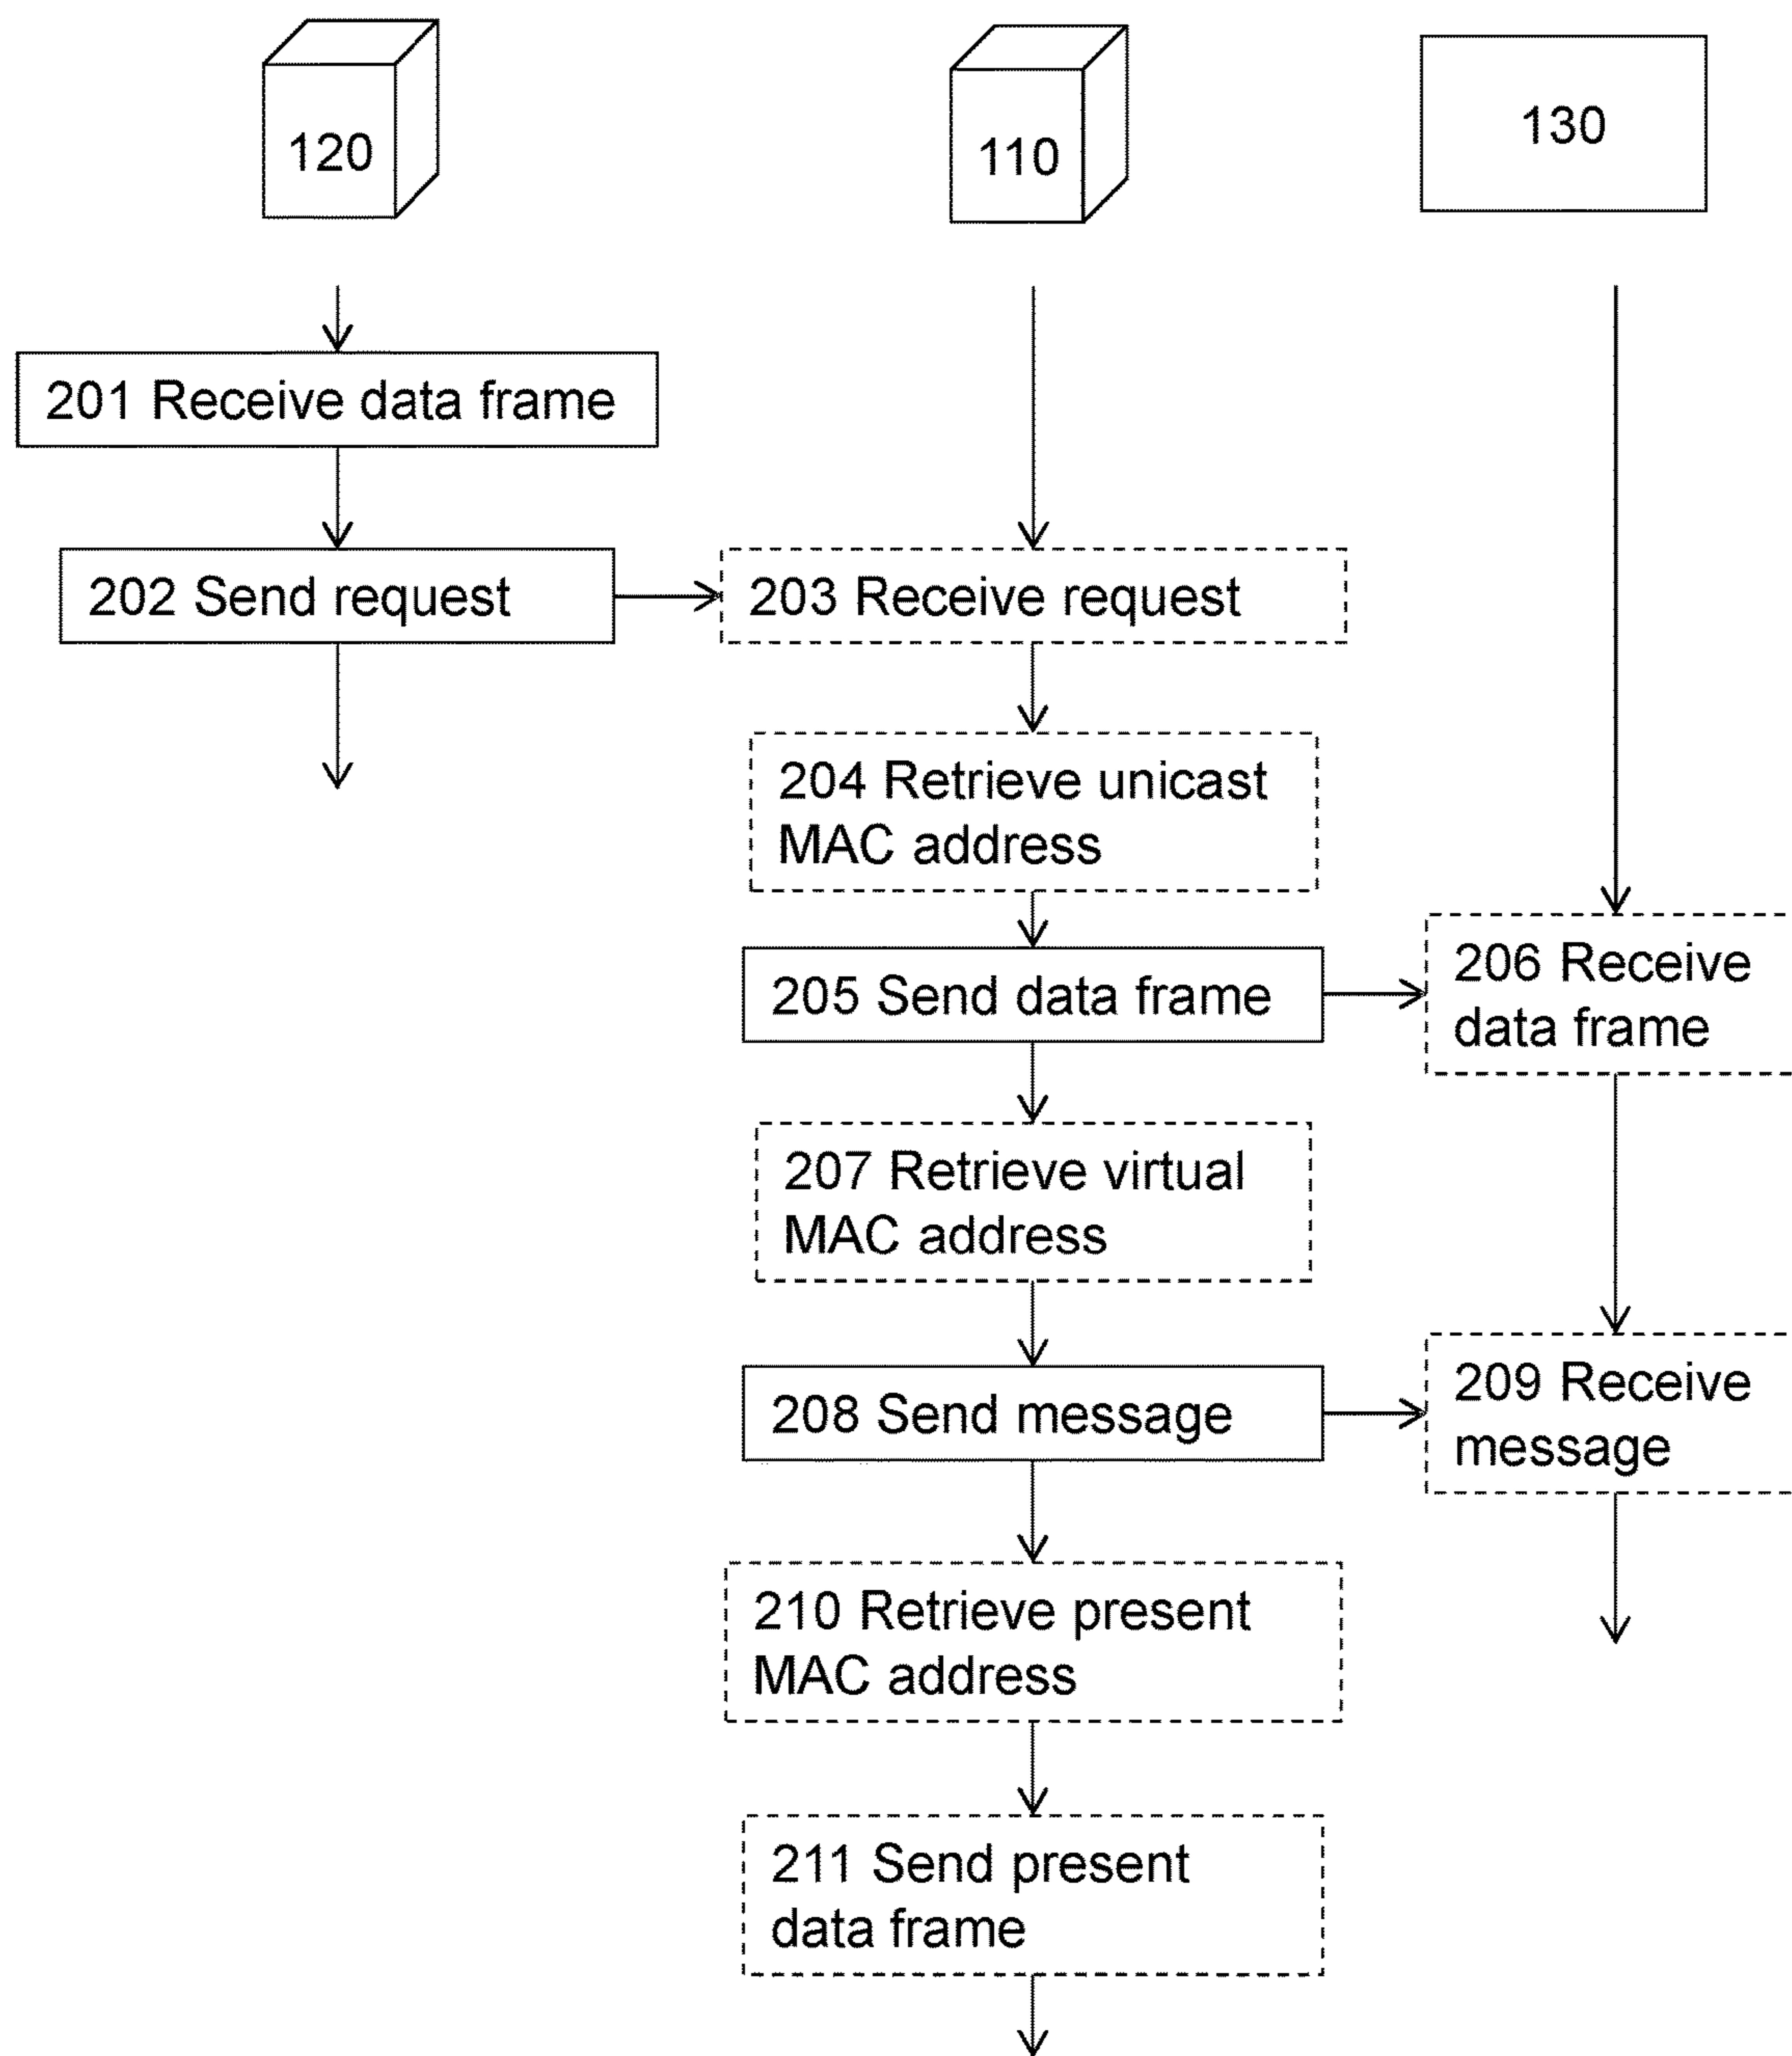 120
110
130
201 Receive data frame
202 Send request
203 Receive request
204 Retrieve unicast
MAC address
205 Send data frame
206 Receive
data frame
207 Retrieve virtual
MAC address
208 Send message
209 Receive
message
210 Retrieve present
MAC address
211 Send present
data frame